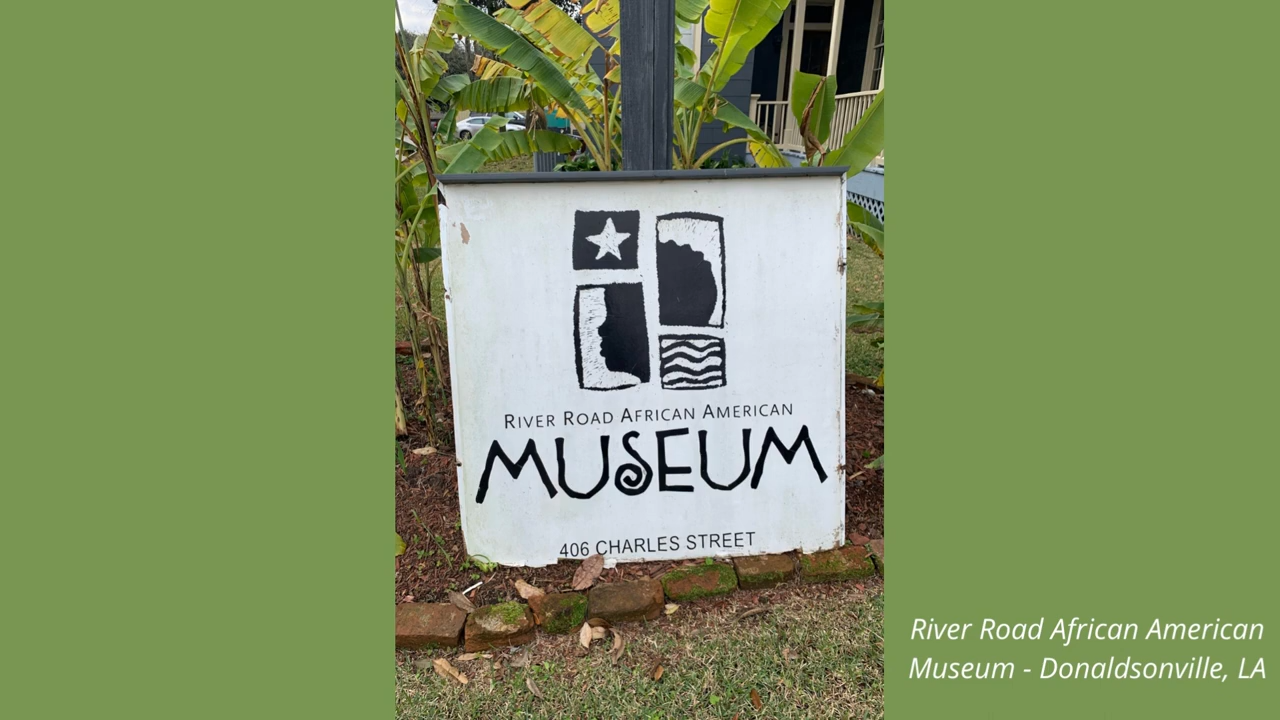 River Road African American
MUSEUM
406 CHARLES STREET
River Road African American
Museum - Donaldsonville, LA